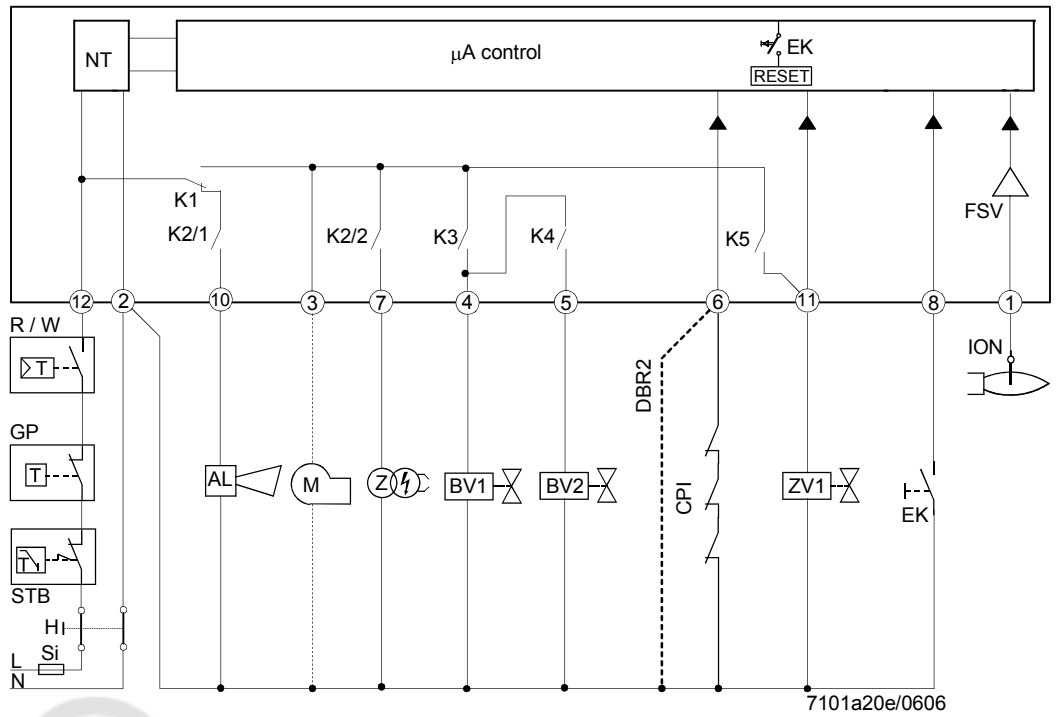 NT
µA control
EK
RESET
K1
K2/1
K2/2
K3
K4
K5
FSV
12
2
10
3
7
4
5
6
11
8
1
R / W
T
GP
T
STB
T
H
Si
L
N
AL
M
Z
BV1
BV2
DBR2
CPI
ZV1
EK
ION
7101a20e/0606